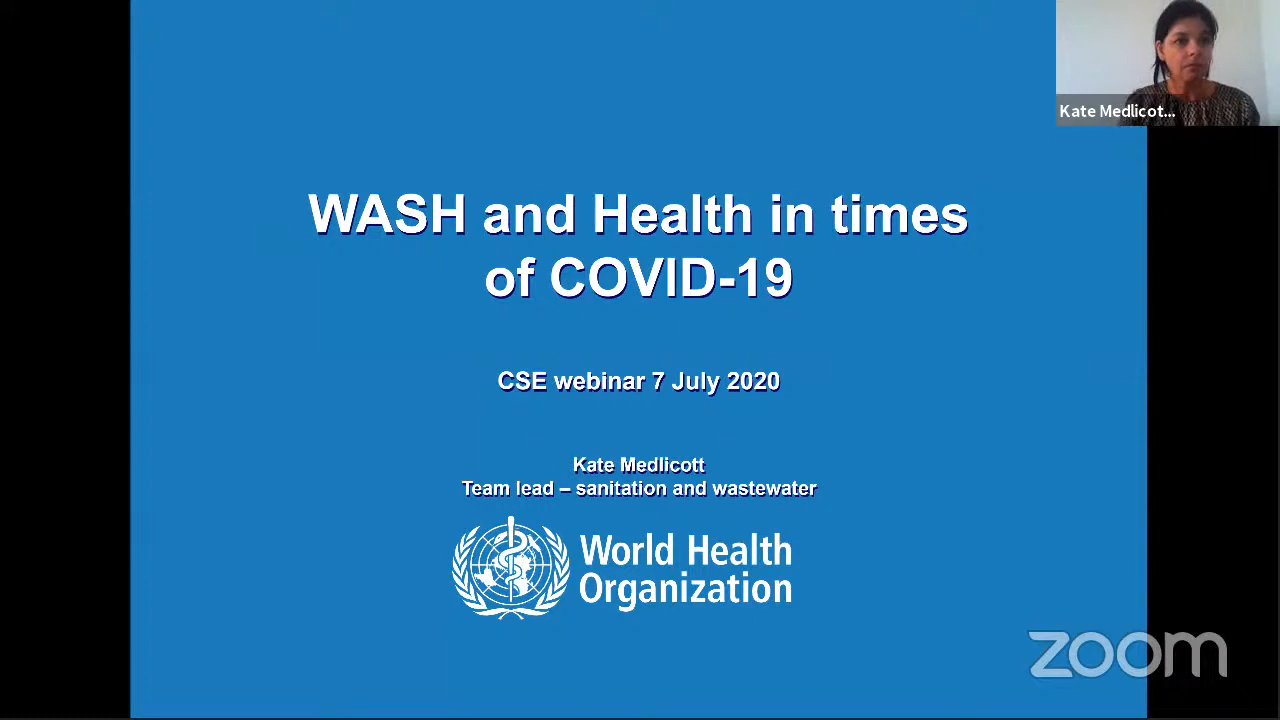 Kate Medlicot...
WASH and Health in times
of COVID-19
CSE webinar 7 July 2020
Kate Medlicott
Team lead – sanitation and wastewater
World Health
Organization
zoom